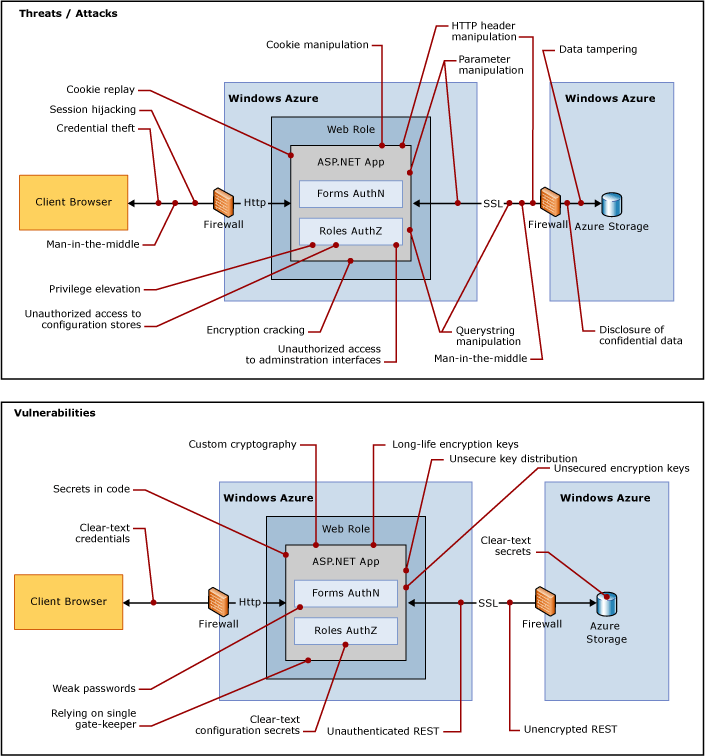 Threats / Attacks
HTTP header
manipulation
Cookie manipulation
Data tampering
Parameter
manipulation
Cookie replay
Session hijacking
Credential theft
Windows Azure
Windows Azure
Web Role
ASP.NET App
Forms AuthN
Roles AuthZ
Client Browser
Firewall
Http
SSL
Firewall
Azure Storage
Man-in-the-middle
Privilege elevation
Unauthorized access to
configuration stores
Encryption cracking
Unauthorized access
to adminstration interfaces
Querystring
manipulation
Man-in-the-middle
Disclosure of
confidential data
Vulnerabilities
Custom cryptography
Long-life encryption keys
Unsecure key distribution
Unsecured encryption keys
Secrets in code
Clear-text
credentials
Windows Azure
Windows Azure
Web Role
ASP.NET App
Forms AuthN
Roles AuthZ
Clear-text
secrets
Client Browser
Firewall
Http
SSL
Firewall
Azure
Storage
Weak passwords
Relying on single
gate-keeper
Clear-text
configuration secrets
Unauthenticated REST
Unencrypted REST